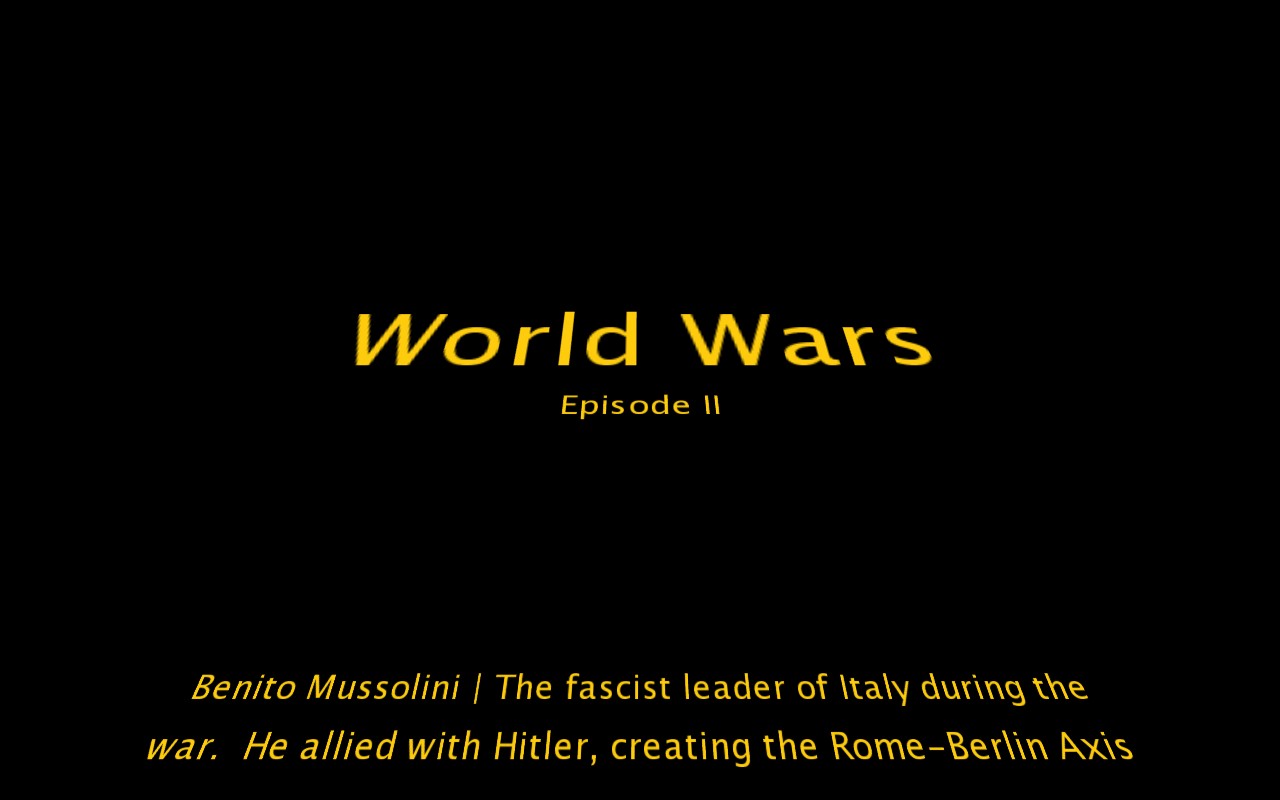 World Wars
Episode II
Benito Mussolini | The fascist leader of Italy during the
war.  He allied with Hitler, creating the Rome-Berlin Axis